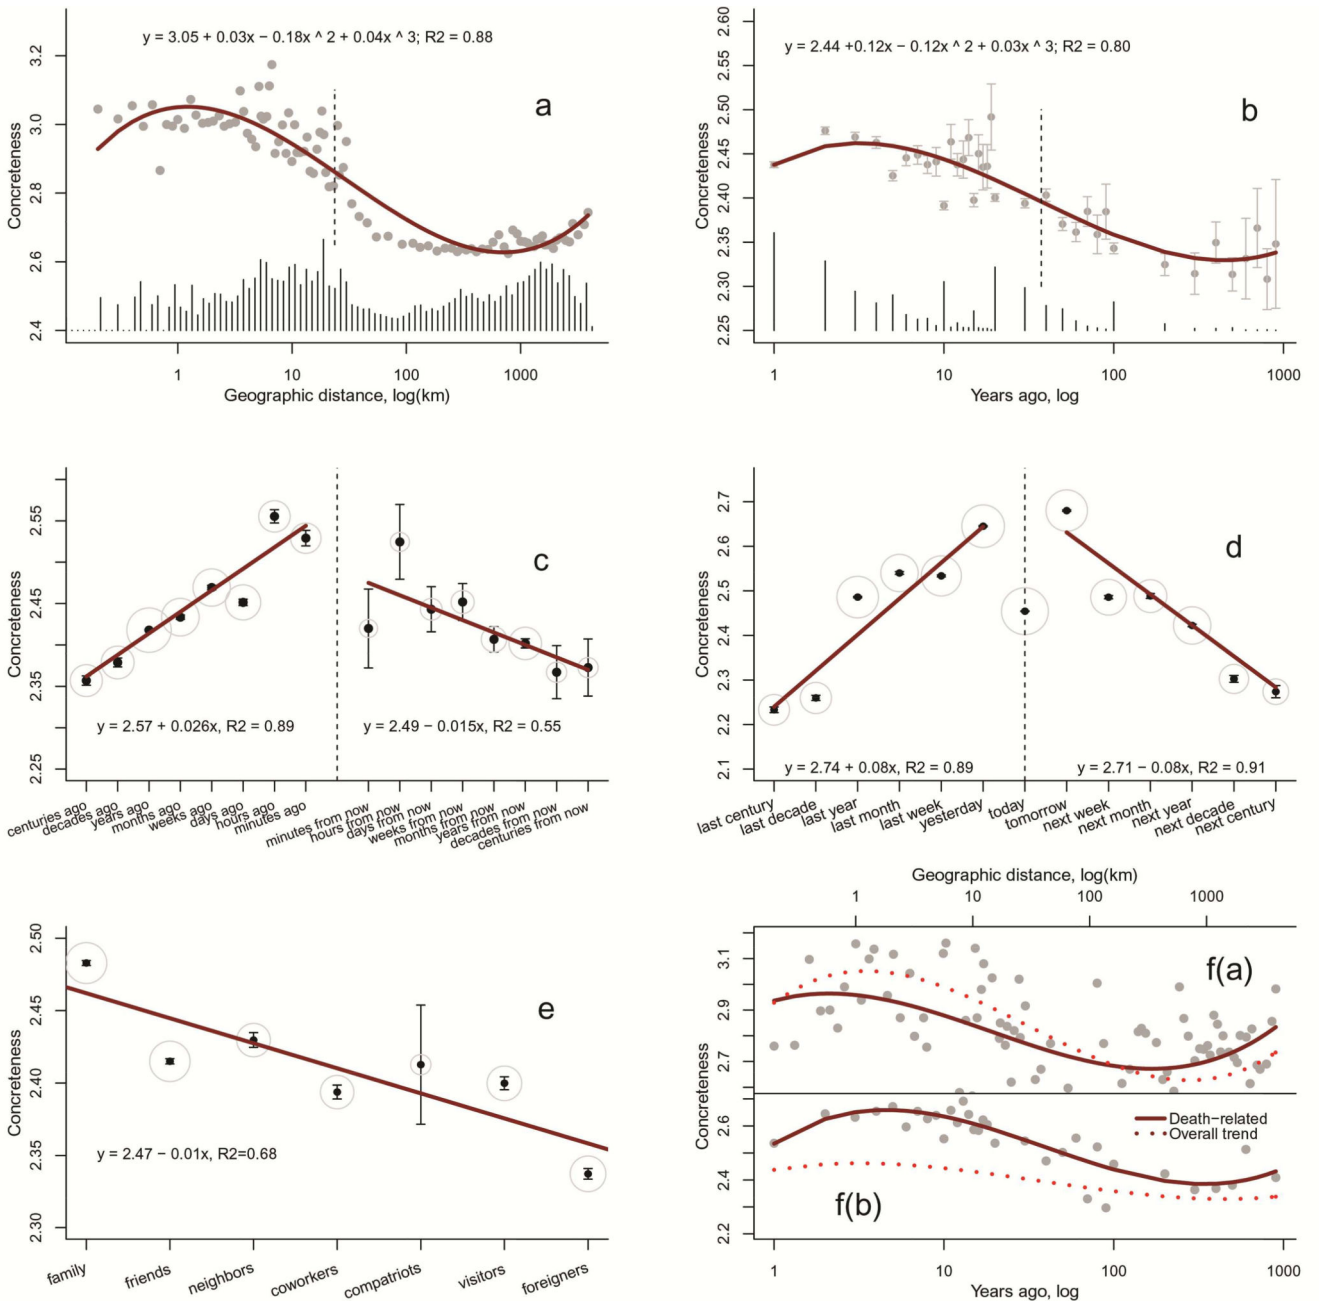 y = 3.05 + 0.03x − 0.18x ^ 2 + 0.04x ^ 3; R2 = 0.88
a
Concreteness
3.2
3.0
2.8
2.6
2.4
1
10
100
1000
Geographic distance, log(km)
y = 2.44 +0.12x − 0.12x ^ 2 + 0.03x ^ 3; R2 = 0.80
b
Concreteness
2.60
2.55
2.50
2.45
2.40
2.35
2.30
2.25
1
10
100
1000
Years ago, log
c
Concreteness
2.55
2.45
2.35
2.25
y = 2.57 + 0.026x, R2 = 0.89
y = 2.49 − 0.015x, R2 = 0.55
centuries ago
decades ago
years ago
months ago
weeks ago
days ago
hours ago
minutes ago
minutes from now
hours from now
days from now
weeks from now
months from now
years from now
decades from now
centuries from now
d
Concreteness
2.7
2.6
2.5
2.4
2.3
2.2
2.1
y = 2.74 + 0.08x, R2 = 0.89
y = 2.71 − 0.08x, R2 = 0.91
last century
last decade
last year
last month
last week
yesterday
today
tomorrow
next week
next month
next year
next decade
next century
e
Concreteness
2.50
2.45
2.40
2.35
2.30
y = 2.47 − 0.01x, R2=0.68
family
friends
neighbors
coworkers
compatriots
visitors
foreigners
Geographic distance, log(km)
1
10
100
1000
f(a)
Concreteness
3.1
2.9
2.7
2.6
2.4
2.2
Death−related
Overall trend
f(b)
1
10
100
1000
Years ago, log